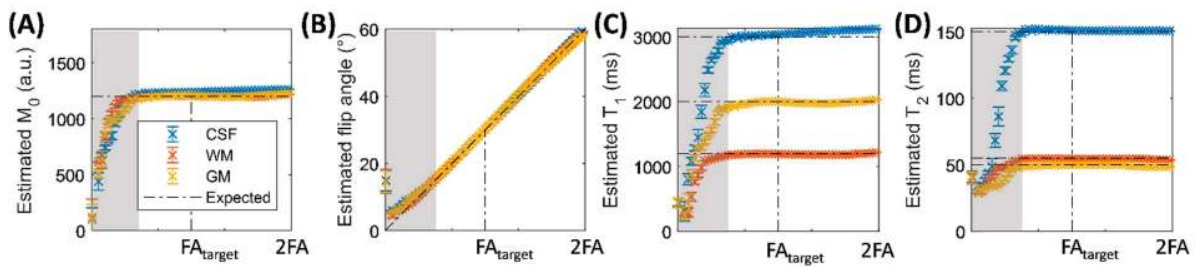 (A)
Estimated M0 (a.u.)
1500
1000
500
0
CSF
WM
GM
Expected
FAtarget
2FA
(B)
Estimated flip angle (°)
60
40
20
0
FAtarget
2FA
(C)
Estimated T1 (ms)
3000
2000
1000
0
FAtarget
2FA
(D)
Estimated T2 (ms)
150
100
50
0
FAtarget
2FA